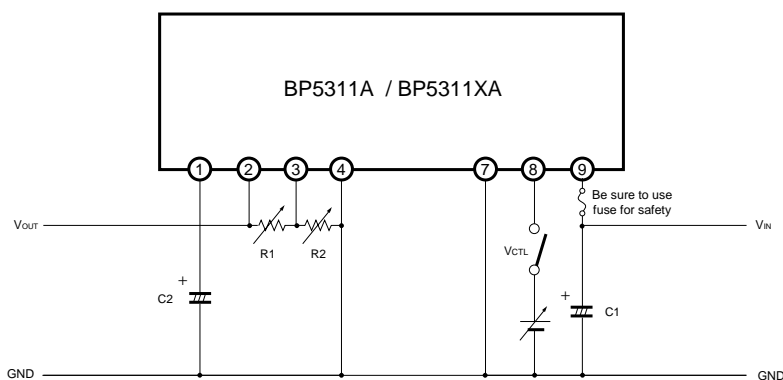 BP5311A / BP5311XA
1 2 3 4 7 8 9
Be sure to use
fuse for safety
VOUT
VIN
R1 R2
VCTL
+
C2
+
C1
GND
GND